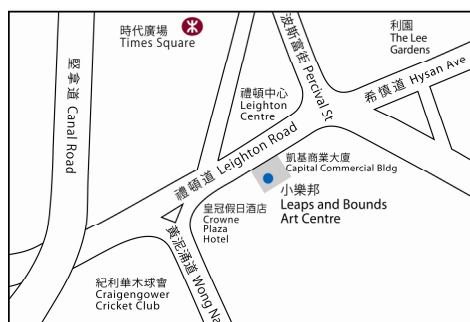 時代廣場
Times Square
利園
The Lee
Gardens
堅拿道 Canal Road
波斯富街 Percival St
希慎道 Hysan Ave
禮頓中心
Leighton
Centre
禮頓道 Leighton Road
凱基商業大廈
Capital Commercial Bldg
小樂邦
Leaps and Bounds
Art Centre
皇冠假日酒店
Crowne
Plaza
Hotel
黃泥涌道 Wong Na
紀利華木球會
Craigengower
Cricket Club